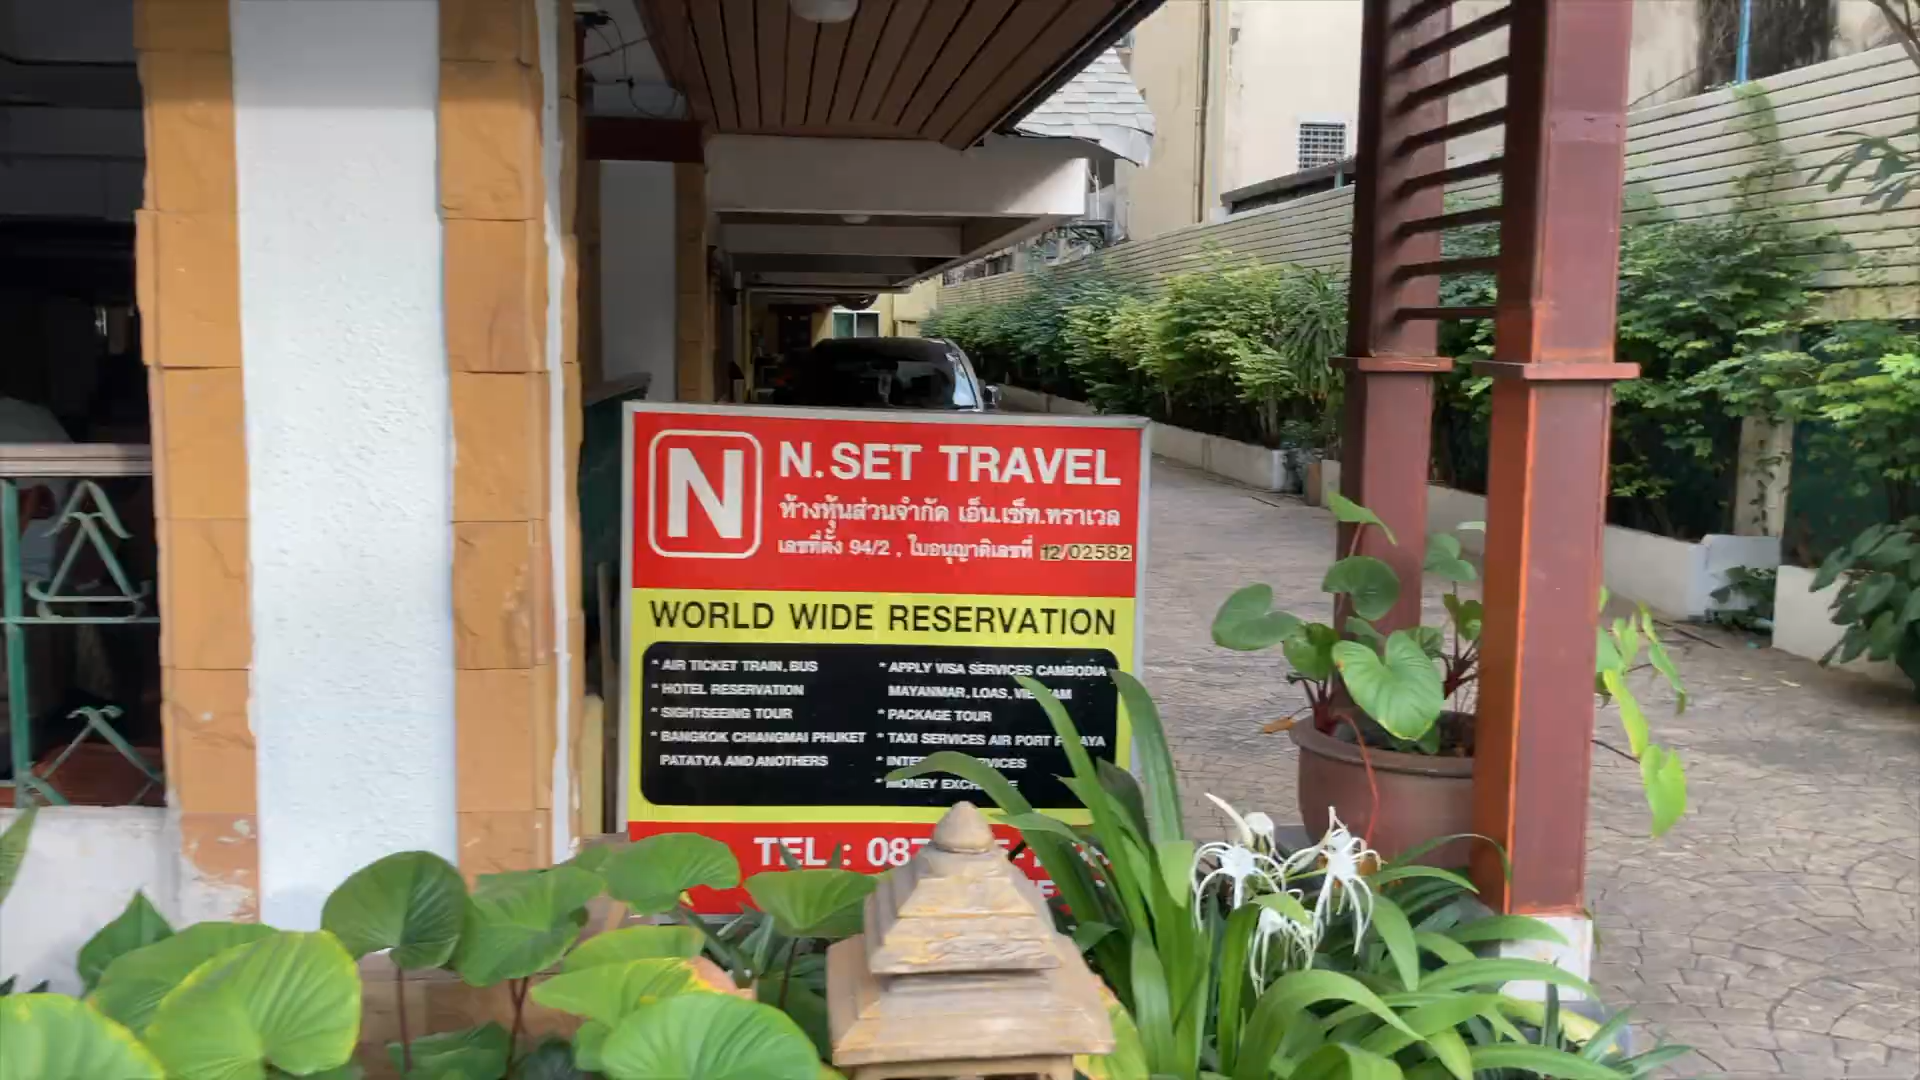 N
N. SET TRAVEL
ห้างหุ้นส่วนจำกัด เอ็น.เซ็ท.ทราเวล
เลขที่ตั้ง 94/2 , ใบอนุญาตเลขที่ 12/02582
WORLD WIDE RESERVATION
* AIR TICKET TRAIN, BUS
* HOTEL RESERVATION
* SIGHTSEEING TOUR
* BANGKOK CHIANGMAI PHUKET
PATATYA AND ANOTHERS
* APPLY VISA SERVICES CAMBODIA
MAYANMAR, LOAS,
* PACKAGE TOUR
* TAXI SERVICES AIR PORT
* MONEY
TEL :